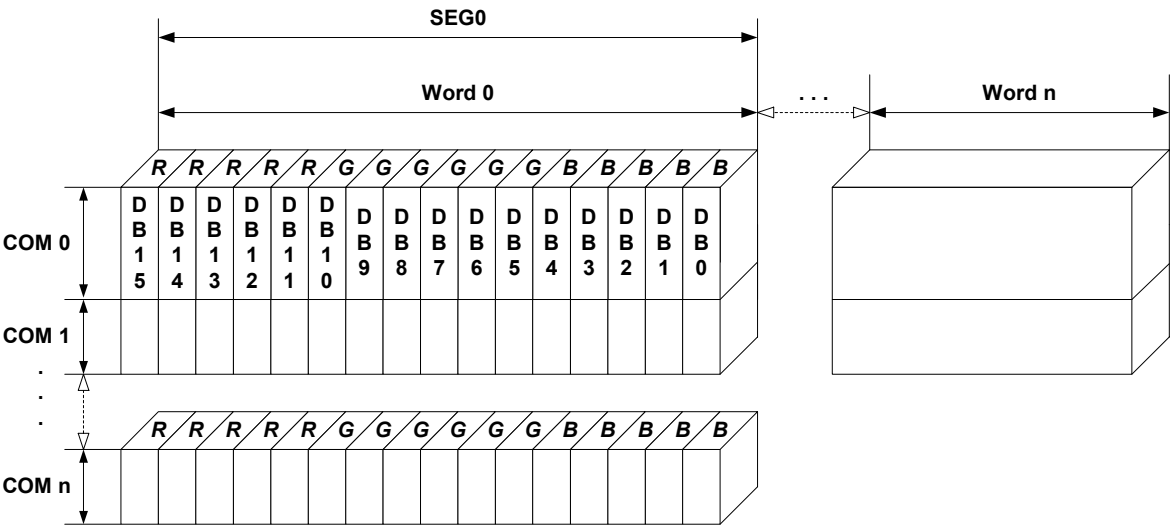 SEG0
Word 0 . . . Word n
R R R R R G G G G G G B B B B B
COM 0 DB15 DB14 DB13 DB12 DB11 DB10 DB9 DB8 DB7 DB6 DB5 DB4 DB3 DB2 DB1 DB0
COM 1
.
.
.
R R R R R G G G G G G B B B B B
COM n